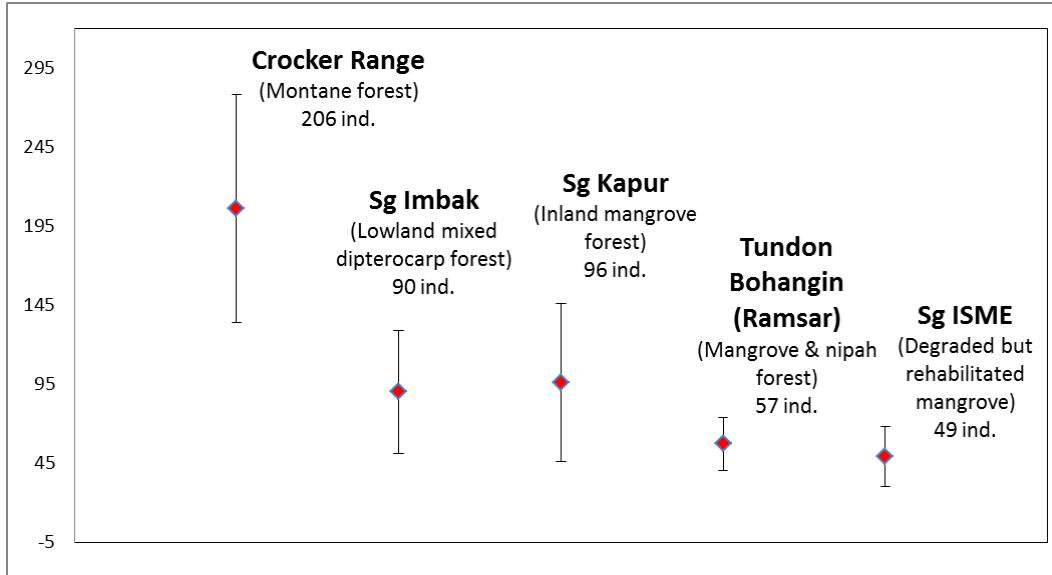 295
245
195
145
95
45
-5
Crocker Range
(Montane forest)
206 ind.
Sg Imbak
(Lowland mixed
dipterocarp forest)
90 ind.
Sg Kapur
(Inland mangrove
forest)
96 ind.
Tundon
Bohangin
(Ramsar)
(Mangrove & nipah
forest)
57 ind.
Sg ISME
(Degraded but
rehabilitated
mangrove)
49 ind.